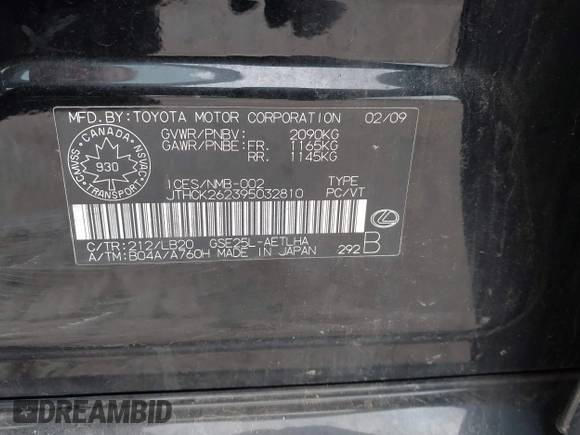 MFD.BY:TOYOTA MOTOR CORPORATION 02/09
GVWR/PNBV: 2090KG
GAWR/PNBE:FR. 1165KG
RR. 1145KG
CANADA
CMVSS NSVAC
930
TRANSPORT
ICES/NMB-002 TYPE
JTHCK262395032810 PC/VT
C/TR:212/LB20 GSE25L-AETLHA
A/TM:B04A/A760H MADE IN JAPAN 292 B
DREAMBID